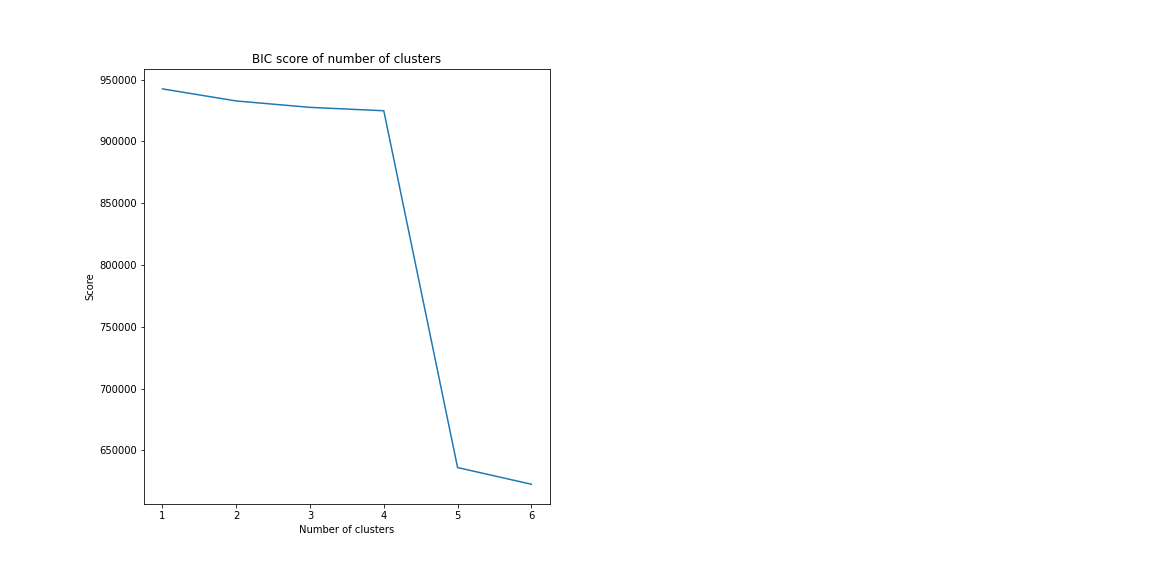 BIC score of number of clusters
950000
900000
850000
800000
750000
700000
650000
Score
1 2 3 4 5 6
Number of clusters